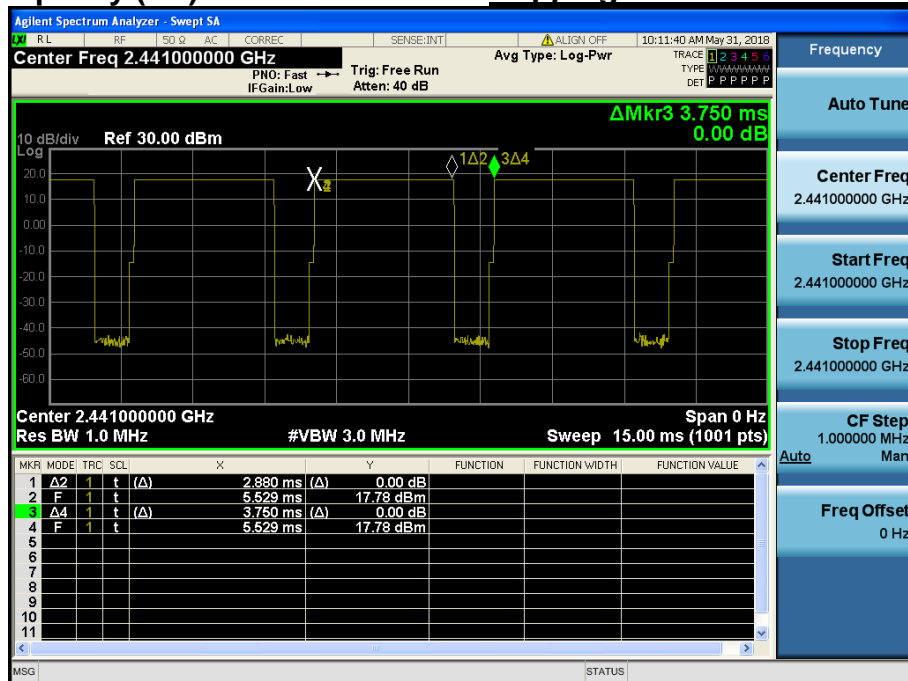 Agilent Spectrum Analyzer - Swept SA
LXI RL RF 50 Ω AC CORREC SENSE:INT ALIGN OFF 10:11:40 AM May 31, 2018
Center Freq 2.441000000 GHz Avg Type: Log-Pwr TRACE 1 2 3 4 5 6
PNO: Fast Trig: Free Run TYPE WWWWWW
IFGain:Low Atten: 40 dB DET P P P P P P
Frequency
Auto Tune
ΔMkr3 3.750 ms
10 dB/div Ref 30.00 dBm 0.00 dB
Log
1Δ2 3Δ4
20.0
10.0
0.00
-10.0
-20.0
-30.0
-40.0
-50.0
-60.0
Center 2.441000000 GHz Span 0 Hz
Res BW 1.0 MHz #VBW 3.0 MHz Sweep 15.00 ms (1001 pts)
Center Freq
2.441000000 GHz
Start Freq
2.441000000 GHz
Stop Freq
2.441000000 GHz
CF Step
1.000000 MHz
Auto Man
Freq Offset
0 Hz
MKR MODE TRC SCL X Y FUNCTION FUNCTION WIDTH FUNCTION VALUE
1 Δ2 1 t (Δ) 2.880 ms (Δ) 0.00 dB
2 F 1 t 5.529 ms 17.78 dBm
3 Δ4 1 t (Δ) 3.750 ms (Δ) 0.00 dB
4 F 1 t 5.529 ms 17.78 dBm
5
6
7
8
9
10
11
MSG STATUS